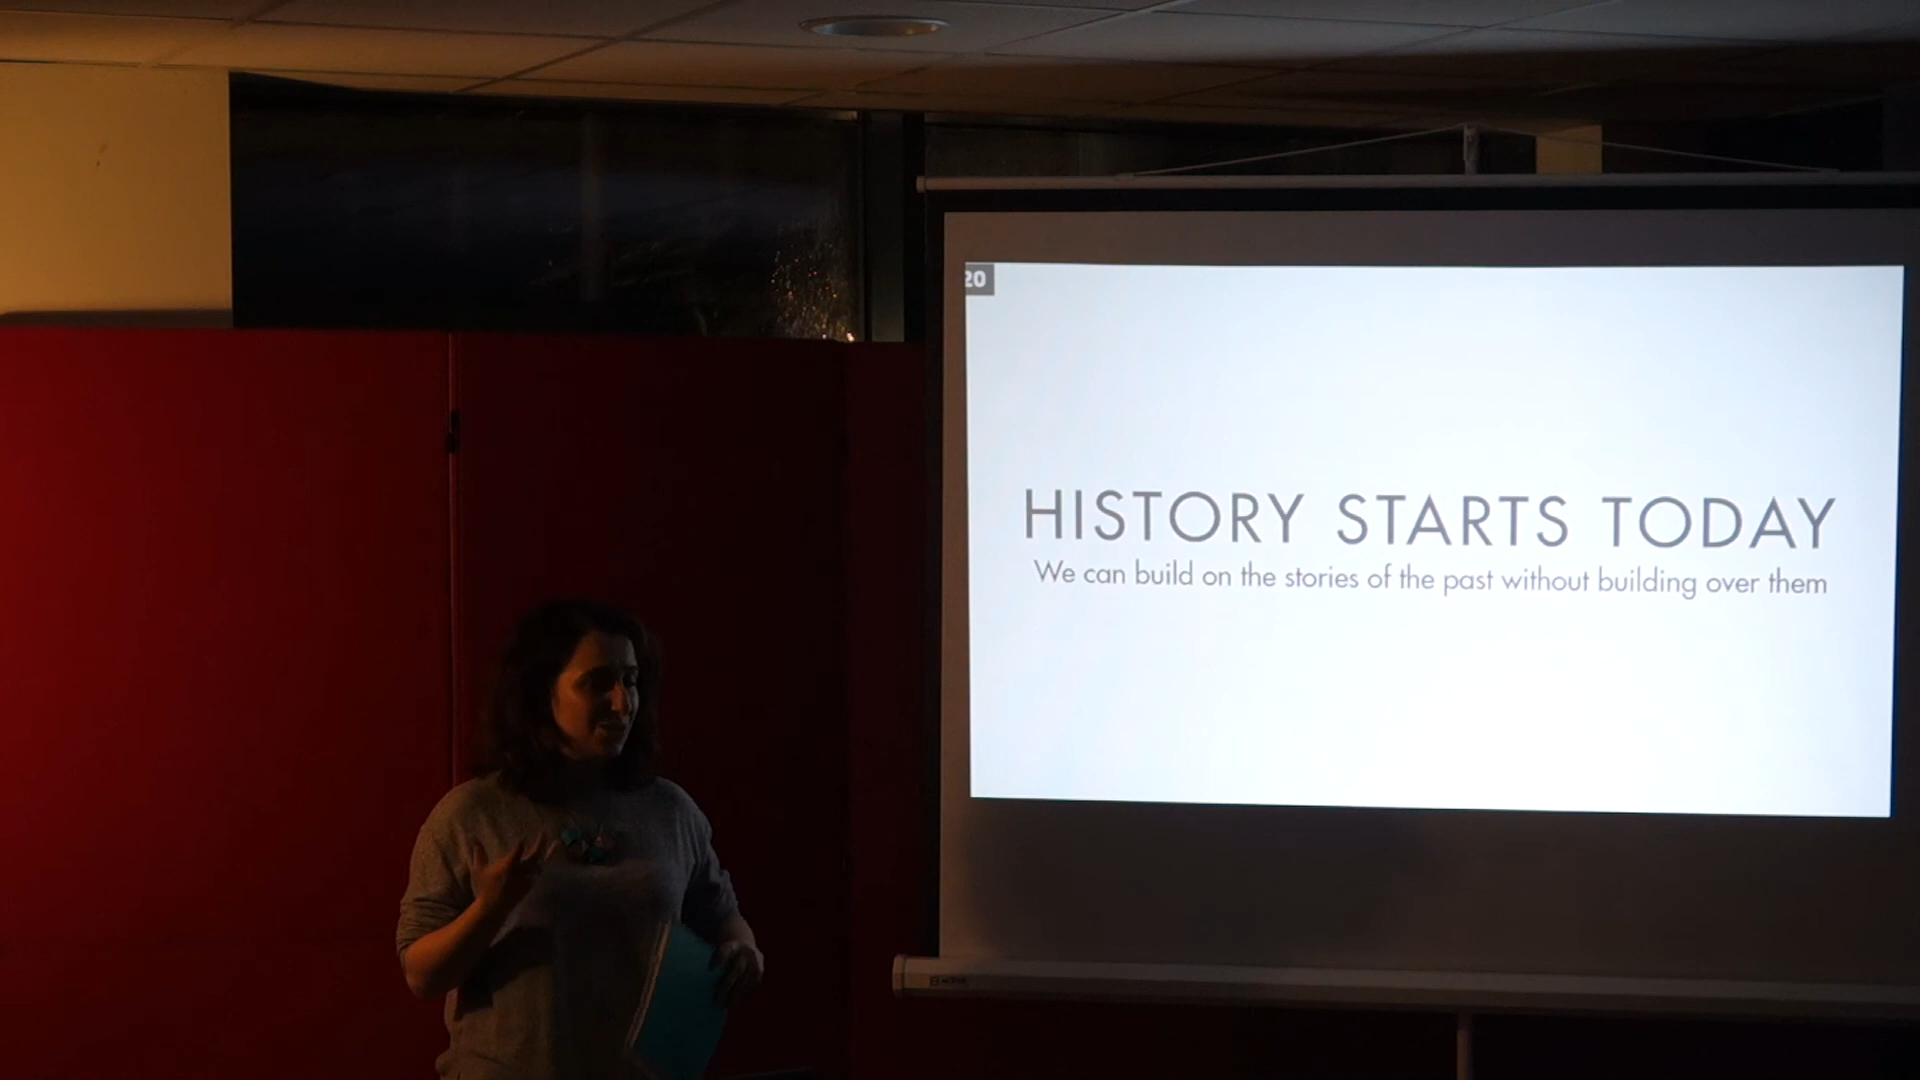 20
HISTORY STARTS TODAY
We can build on the stories of the past without building over them